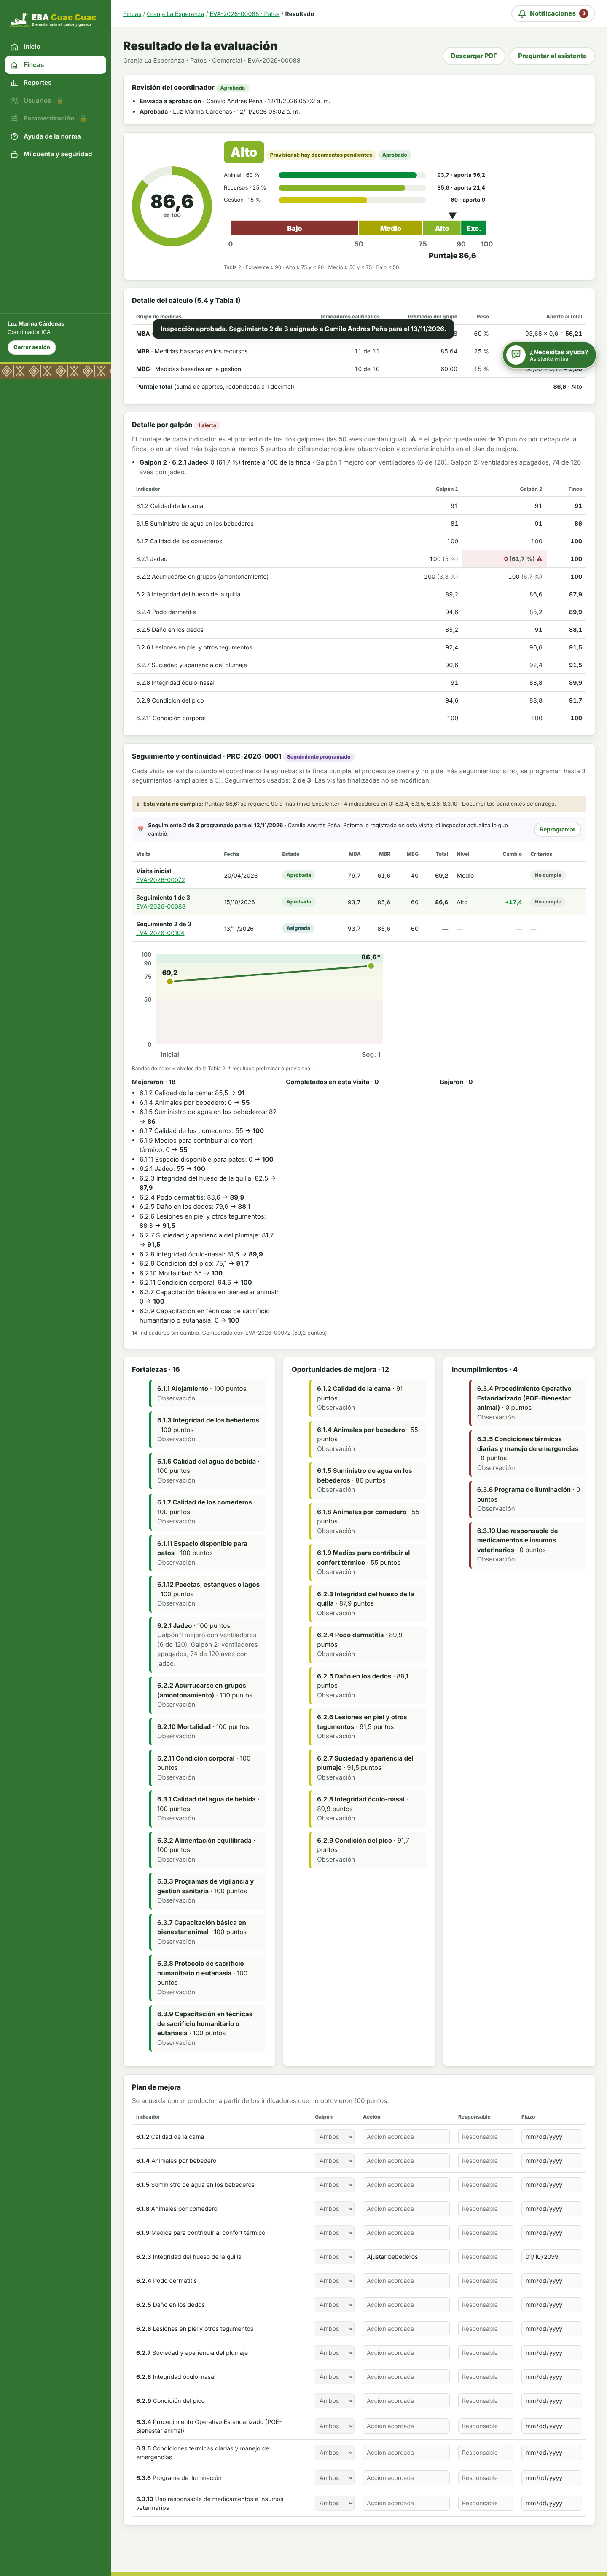 EBA Cuac Cuac
Bienestar animal · patos y gansos
Inicio
Fincas
Reportes
Usuarios
Parametrización
Ayuda de la norma
Mi cuenta y seguridad
Luz Marina Cárdenas
Coordinador ICA
Cerrar sesión
Fincas / Granja La Esperanza / EVA-2026-00088 · Patos / Resultado
Notificaciones 3
Resultado de la evaluación
Granja La Esperanza · Patos · Comercial · EVA-2026-00088
Descargar PDF
Preguntar al asistente
Revisión del coordinador Aprobada
• Enviada a aprobación · Camilo Andrés Peña · 12/11/2026 05:02 a. m.
• Aprobada · Luz Marina Cárdenas · 12/11/2026 05:02 a. m.
86,6
de 100
Alto Provisional: hay documentos pendientes Aprobado
Animal · 60 % 93,7 · aporta 56,2
Recursos · 25 % 85,6 · aporta 21,4
Gestión · 15 % 60 · aporta 9
Bajo Medio Alto Exc.
0 50 75 90 100
Puntaje 86,6
Tabla 2 · Excelente ≥ 90 · Alto ≥ 75 y < 90 · Medio ≥ 50 y < 75 · Bajo < 50.
Detalle del cálculo (5.4 y Tabla 1)
Grupo de medidas Indicadores calificados Promedio del grupo Peso Aporte al total
MBA 60 % 93,68 × 0,6 = 56,21
Inspección aprobada. Seguimiento 2 de 3 asignado a Camilo Andrés Peña para el 13/11/2026.
MBR · Medidas basadas en los recursos 11 de 11 85,64 25 %
¿Necesitas ayuda?
Asistente virtual
MBG · Medidas basadas en la gestión 10 de 10 60,00 15 %
Puntaje total (suma de aportes, redondeada a 1 decimal) 86,6 · Alto
Detalle por galpón 1 alerta
El puntaje de cada indicador es el promedio de los dos galpones (las 50 aves cuentan igual). ⚠ = el galpón queda más de 10 puntos por debajo de la
finca, o en un nivel más bajo con al menos 5 puntos de diferencia; requiere observación y conviene incluirlo en el plan de mejora.
• Galpón 2 · 6.2.1 Jadeo: 0 (61,7 %) frente a 100 de la finca · Galpón 1 mejoró con ventiladores (6 de 120). Galpón 2: ventiladores apagados, 74 de 120
aves con jadeo.
Indicador Galpón 1 Galpón 2 Finca
6.1.2 Calidad de la cama 91 91 91
6.1.5 Suministro de agua en los bebederos 81 91 86
6.1.7 Calidad de los comederos 100 100 100
6.2.1 Jadeo 100 (5 %) 0 (61,7 %) ⚠ 100
6.2.2 Acurrucarse en grupos (amontonamiento) 100 (3,3 %) 100 (6,7 %) 100
6.2.3 Integridad del hueso de la quilla 89,2 86,6 87,9
6.2.4 Podo dermatitis 94,6 85,2 89,9
6.2.5 Daño en los dedos 85,2 91 88,1
6.2.6 Lesiones en piel y otros tegumentos 92,4 90,6 91,5
6.2.7 Suciedad y apariencia del plumaje 90,6 92,4 91,5
6.2.8 Integridad óculo-nasal 91 88,8 89,9
6.2.9 Condición del pico 94,6 88,8 91,7
6.2.11 Condición corporal 100 100 100
Seguimiento y continuidad · PRC-2026-0001 Seguimiento programado
Cada visita se valida cuando el coordinador la aprueba: si la finca cumple, el proceso se cierra y no pide más seguimientos; si no, se programan hasta 3
seguimientos (ampliables a 5). Seguimientos usados: 2 de 3. Las visitas finalizadas no se modifican.
Esta visita no cumplió: Puntaje 86,6: se requiere 90 o más (nivel Excelente) · 4 indicadores en 0: 6.3.4, 6.3.5, 6.3.6, 6.3.10 · Documentos pendientes de entrega.
Seguimiento 2 de 3 programado para el 13/11/2026 · Camilo Andrés Peña. Retoma lo registrado en esta visita; el inspector actualiza lo que
cambió.
Reprogramar
Visita Fecha Estado MBA MBR MBG Total Nivel Cambio Criterios
Visita inicial
EVA-2026-00072 20/04/2026 Aprobada 79,7 61,6 40 69,2 Medio — No cumple
Seguimiento 1 de 3
EVA-2026-00088 15/10/2026 Aprobada 93,7 85,6 60 86,6 Alto +17,4 No cumple
Seguimiento 2 de 3
EVA-2026-00104 13/11/2026 Asignada 93,7 85,6 60 — — — —
100
90
75
50
0
69,2
86,6*
Inicial Seg. 1
Bandas de color = niveles de la Tabla 2. * resultado preliminar o provisional.
Mejoraron · 18
• 6.1.2 Calidad de la cama: 85,5 → 91
• 6.1.4 Animales por bebedero: 0 → 55
• 6.1.5 Suministro de agua en los bebederos: 82
→ 86
• 6.1.7 Calidad de los comederos: 55 → 100
• 6.1.9 Medios para contribuir al confort
térmico: 0 → 55
• 6.1.11 Espacio disponible para patos: 0 → 100
• 6.2.1 Jadeo: 55 → 100
• 6.2.3 Integridad del hueso de la quilla: 82,5 →
87,9
• 6.2.4 Podo dermatitis: 83,6 → 89,9
• 6.2.5 Daño en los dedos: 79,6 → 88,1
• 6.2.6 Lesiones en piel y otros tegumentos:
88,3 → 91,5
• 6.2.7 Suciedad y apariencia del plumaje: 81,7
→ 91,5
• 6.2.8 Integridad óculo-nasal: 81,6 → 89,9
• 6.2.9 Condición del pico: 75,1 → 91,7
• 6.2.10 Mortalidad: 55 → 100
• 6.2.11 Condición corporal: 94,6 → 100
• 6.3.7 Capacitación básica en bienestar animal:
0 → 100
• 6.3.9 Capacitación en técnicas de sacrificio
humanitario o eutanasia: 0 → 100
Completados en esta visita · 0
—
Bajaron · 0
—
14 indicadores sin cambio. Comparado con EVA-2026-00072 (69,2 puntos).
Fortalezas · 16
6.1.1 Alojamiento · 100 puntos
Observación
6.1.3 Integridad de los bebederos
· 100 puntos
Observación
6.1.6 Calidad del agua de bebida ·
100 puntos
Observación
6.1.7 Calidad de los comederos ·
100 puntos
Observación
6.1.11 Espacio disponible para
patos · 100 puntos
Observación
6.1.12 Pocetas, estanques o lagos
· 100 puntos
Observación
6.2.1 Jadeo · 100 puntos
Galpón 1 mejoró con ventiladores
(6 de 120). Galpón 2: ventiladores
apagados, 74 de 120 aves con
jadeo.
6.2.2 Acurrucarse en grupos
(amontonamiento) · 100 puntos
Observación
6.2.10 Mortalidad · 100 puntos
Observación
6.2.11 Condición corporal · 100
puntos
Observación
6.3.1 Calidad del agua de bebida ·
100 puntos
Observación
6.3.2 Alimentación equilibrada ·
100 puntos
Observación
6.3.3 Programas de vigilancia y
gestión sanitaria · 100 puntos
Observación
6.3.7 Capacitación básica en
bienestar animal · 100 puntos
Observación
6.3.8 Protocolo de sacrificio
humanitario o eutanasia · 100
puntos
Observación
6.3.9 Capacitación en técnicas
de sacrificio humanitario o
eutanasia · 100 puntos
Observación
Oportunidades de mejora · 12
6.1.2 Calidad de la cama · 91
puntos
Observación
6.1.4 Animales por bebedero · 55
puntos
Observación
6.1.5 Suministro de agua en los
bebederos · 86 puntos
Observación
6.1.8 Animales por comedero · 55
puntos
Observación
6.1.9 Medios para contribuir al
confort térmico · 55 puntos
Observación
6.2.3 Integridad del hueso de la
quilla · 87,9 puntos
Observación
6.2.4 Podo dermatitis · 89,9
puntos
Observación
6.2.5 Daño en los dedos · 88,1
puntos
Observación
6.2.6 Lesiones en piel y otros
tegumentos · 91,5 puntos
Observación
6.2.7 Suciedad y apariencia del
plumaje · 91,5 puntos
Observación
6.2.8 Integridad óculo-nasal ·
89,9 puntos
Observación
6.2.9 Condición del pico · 91,7
puntos
Observación
Incumplimientos · 4
6.3.4 Procedimiento Operativo
Estandarizado (POE-Bienestar
animal) · 0 puntos
Observación
6.3.5 Condiciones térmicas
diarias y manejo de emergencias
· 0 puntos
Observación
6.3.6 Programa de iluminación · 0
puntos
Observación
6.3.10 Uso responsable de
medicamentos e insumos
veterinarios · 0 puntos
Observación
Plan de mejora
Se acuerda con el productor a partir de los indicadores que no obtuvieron 100 puntos.
Indicador Galpón Acción Responsable Plazo
6.1.2 Calidad de la cama Ambos Acción acordada Responsable mm/dd/yyyy
6.1.4 Animales por bebedero Ambos Acción acordada Responsable mm/dd/yyyy
6.1.5 Suministro de agua en los bebederos Ambos Acción acordada Responsable mm/dd/yyyy
6.1.8 Animales por comedero Ambos Acción acordada Responsable mm/dd/yyyy
6.1.9 Medios para contribuir al confort térmico Ambos Acción acordada Responsable mm/dd/yyyy
6.2.3 Integridad del hueso de la quilla Ambos Ajustar bebederos Responsable 01/10/2099
6.2.4 Podo dermatitis Ambos Acción acordada Responsable mm/dd/yyyy
6.2.5 Daño en los dedos Ambos Acción acordada Responsable mm/dd/yyyy
6.2.6 Lesiones en piel y otros tegumentos Ambos Acción acordada Responsable mm/dd/yyyy
6.2.7 Suciedad y apariencia del plumaje Ambos Acción acordada Responsable mm/dd/yyyy
6.2.8 Integridad óculo-nasal Ambos Acción acordada Responsable mm/dd/yyyy
6.2.9 Condición del pico Ambos Acción acordada Responsable mm/dd/yyyy
6.3.4 Procedimiento Operativo Estandarizado (POE-
Bienestar animal) Ambos Acción acordada Responsable mm/dd/yyyy
6.3.5 Condiciones térmicas diarias y manejo de
emergencias Ambos Acción acordada Responsable mm/dd/yyyy
6.3.6 Programa de iluminación Ambos Acción acordada Responsable mm/dd/yyyy
6.3.10 Uso responsable de medicamentos e insumos
veterinarios Ambos Acción acordada Responsable mm/dd/yyyy